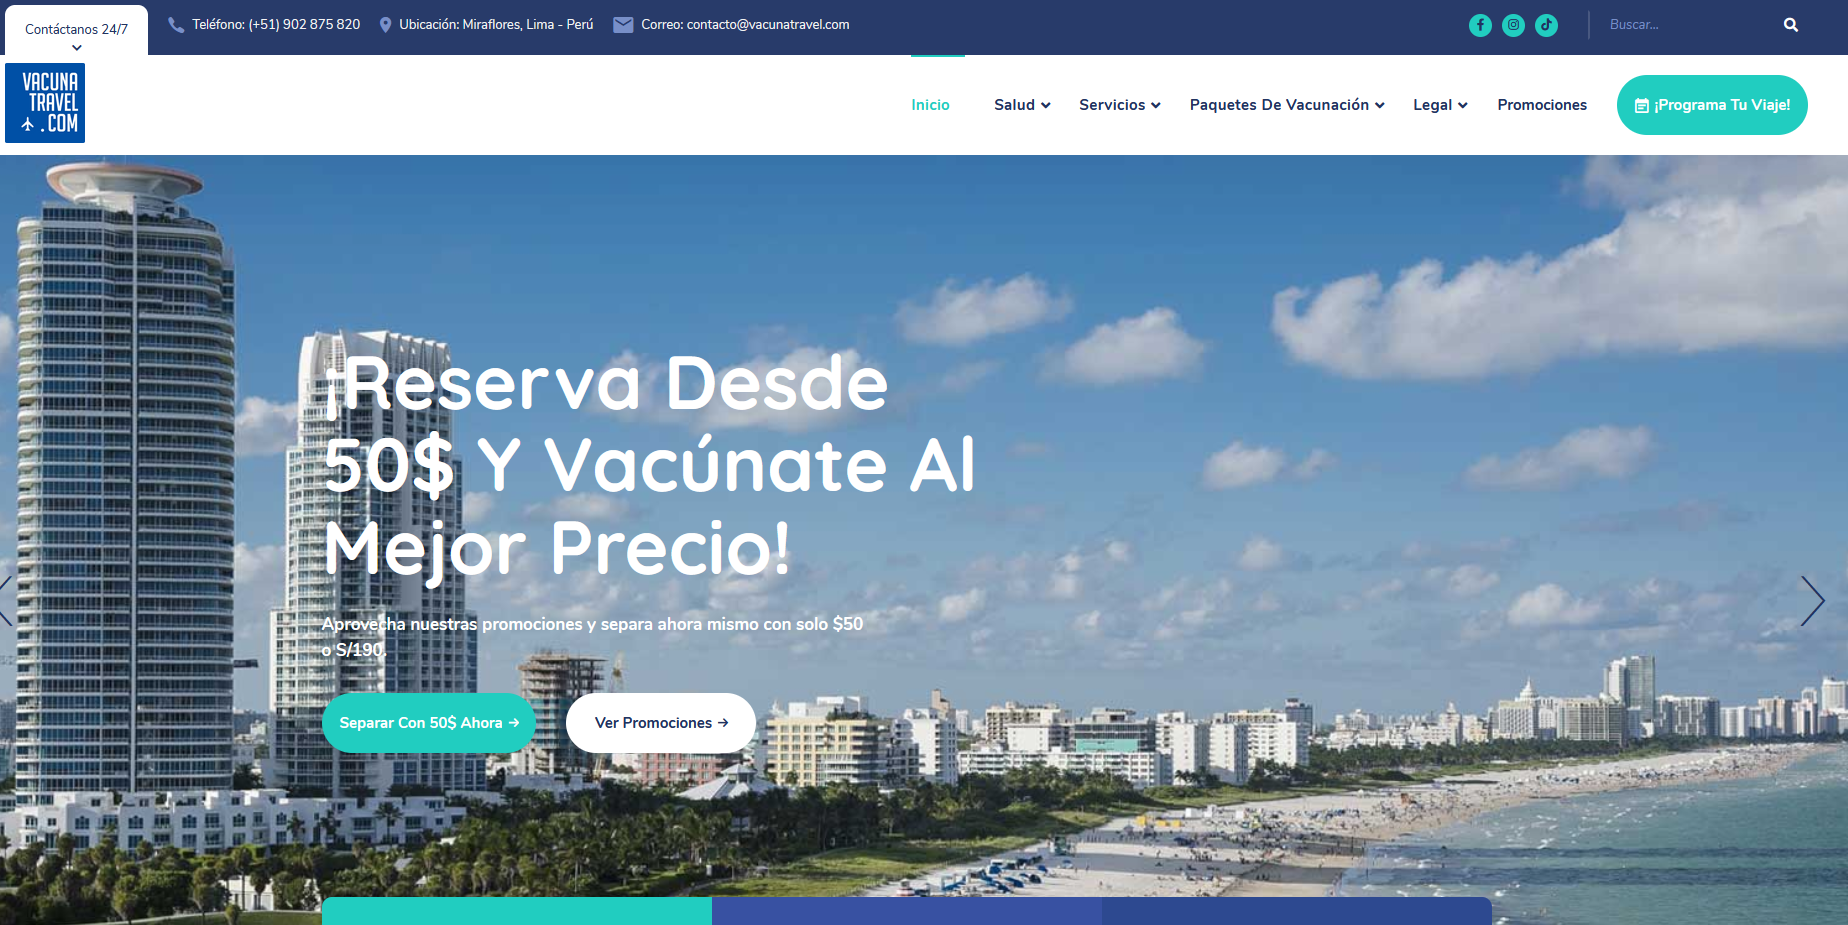 Contáctanos 24/7
Teléfono: (+51) 902 875 820
Ubicación: Miraflores, Lima - Perú
Correo: contacto@vacunatravel.com
Buscar...
VACUNA
TRAVEL
.COM
Inicio
Salud
Servicios
Paquetes De Vacunación
Legal
Promociones
¡Programa Tu Viaje!
¡Reserva Desde
50$ Y Vacúnate Al
Mejor Precio!
Aprovecha nuestras promociones y separa ahora mismo con solo $50
o S/190.
Separar Con 50$ Ahora →
Ver Promociones →